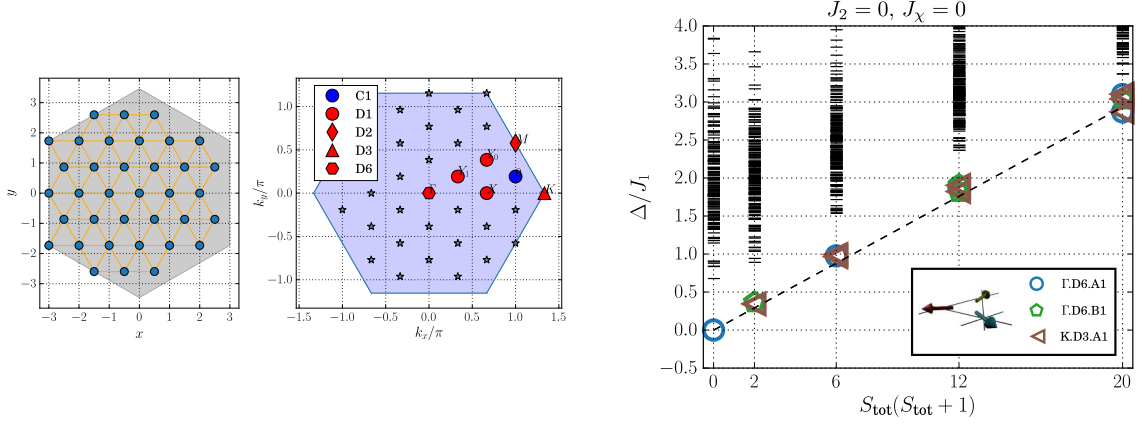 3
2
1
0
−1
−2
−3
y
−3 −2 −1 0 1 2 3
x
1.0
0.5
0.0
−0.5
−1.0
k_y/π
−1.5 −1.0 −0.5 0.0 0.5 1.0 1.5
k_x/π
C1
D1
D2
D3
D6
M
Y_0
Y_1
Γ
X
K
J_2 = 0, J_χ = 0
4.0
3.5
3.0
2.5
2.0
1.5
1.0
0.5
0.0
−0.5
Δ/J_1
0 2 6 12 20
S_tot(S_tot + 1)
Γ.D6.A1
Γ.D6.B1
K.D3.A1